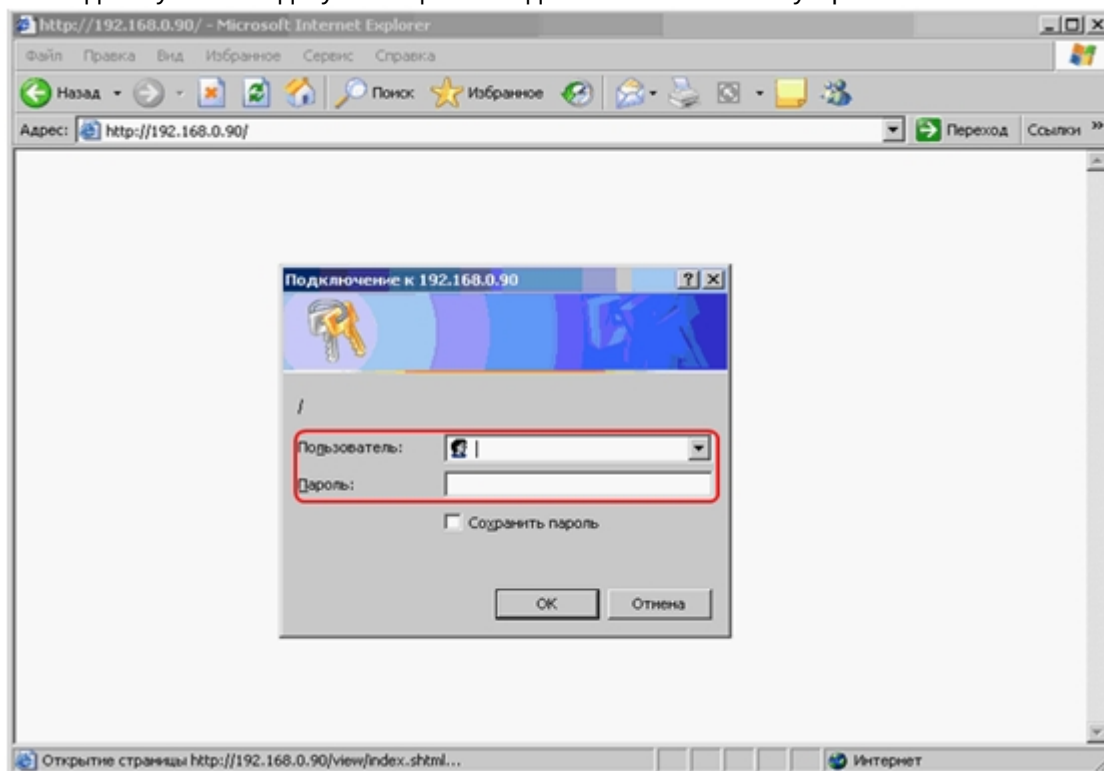 http://192.168.0.90/ - Microsoft Internet Explorer
Файл Правка Вид Избранное Сервис Справка
Назад Поиск Избранное
Адрес: http://192.168.0.90/ Переход Ссылки »
Подключение к 192.168.0.90
/
Пользователь:
Пароль:
Сохранить пароль
OK Отмена
Открытие страницы http://192.168.0.90/view/index.shtml... Интернет